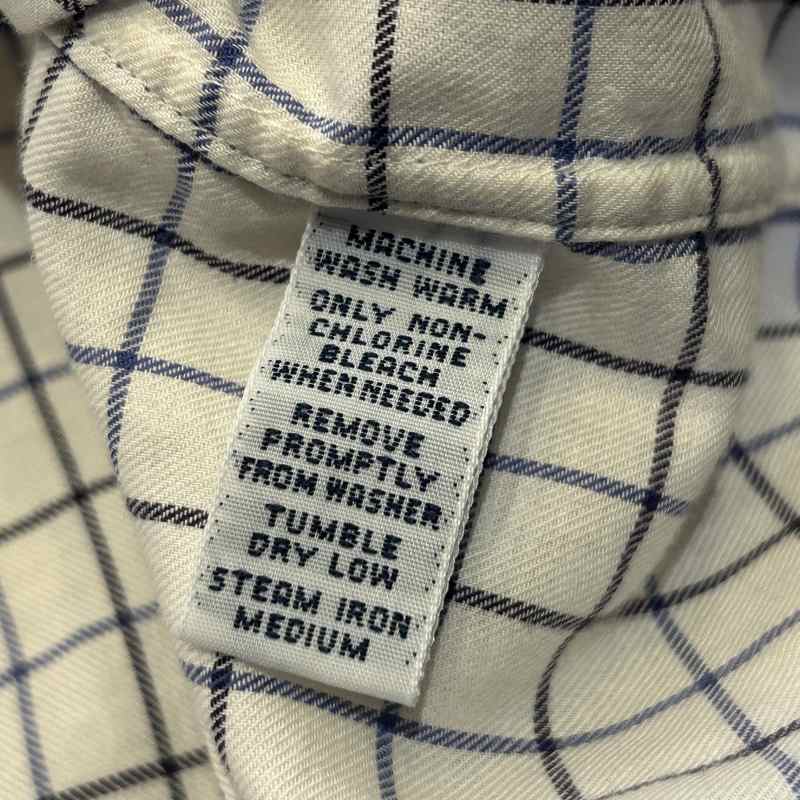 MACHINE
WASH WARM
ONLY NON-
CHLORINE
BLEACH
WHEN NEEDED
REMOVE
PROMPTLY
FROM WASHER
TUMBLE
DRY LOW
STEAM IRON
MEDIUM